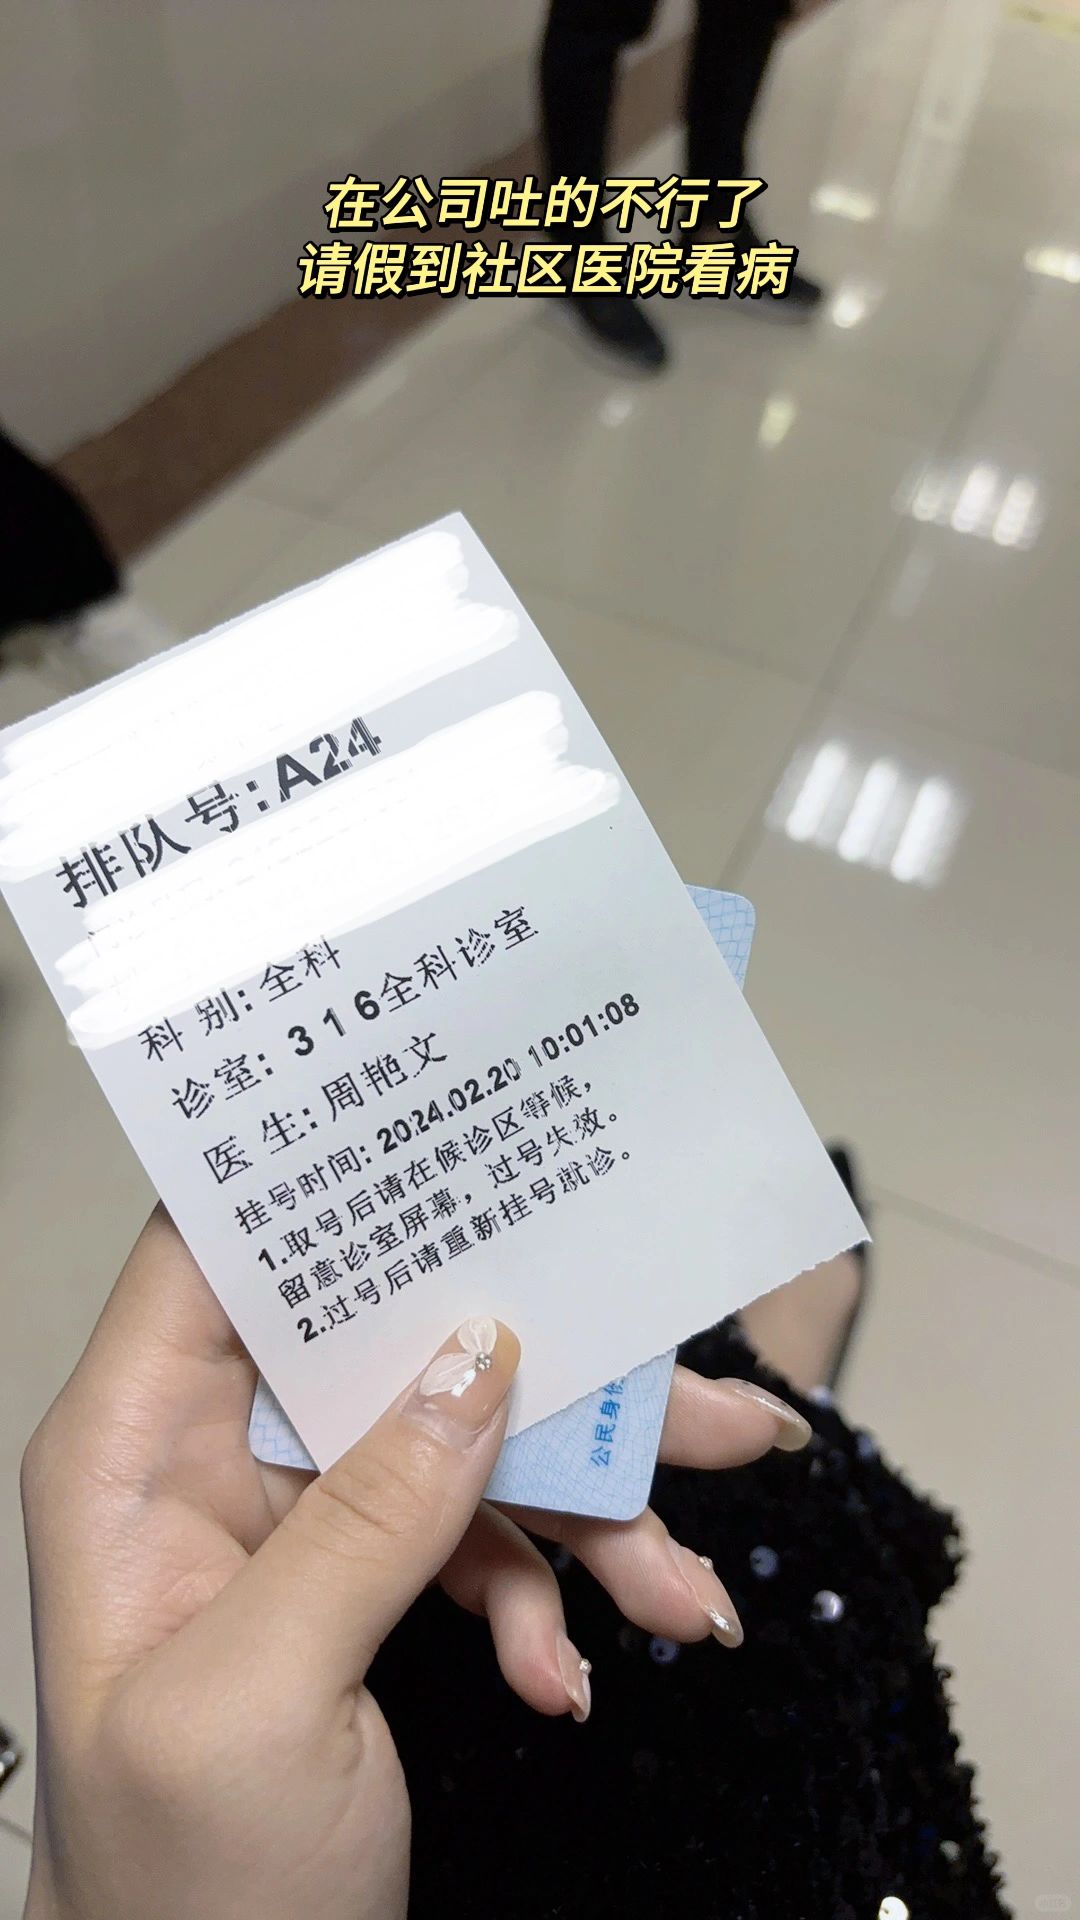 在公司吐的不行了
请假到社区医院看病
排队号:A24
科 别:全科
诊室: 316全科诊室
医 生:周艳文
挂号时间: 2024.02.20 10:01:08
1.取号后请在候诊区等候,
留意诊室屏幕，过号失效。
2.过号后请重新挂号就诊。
公民身份